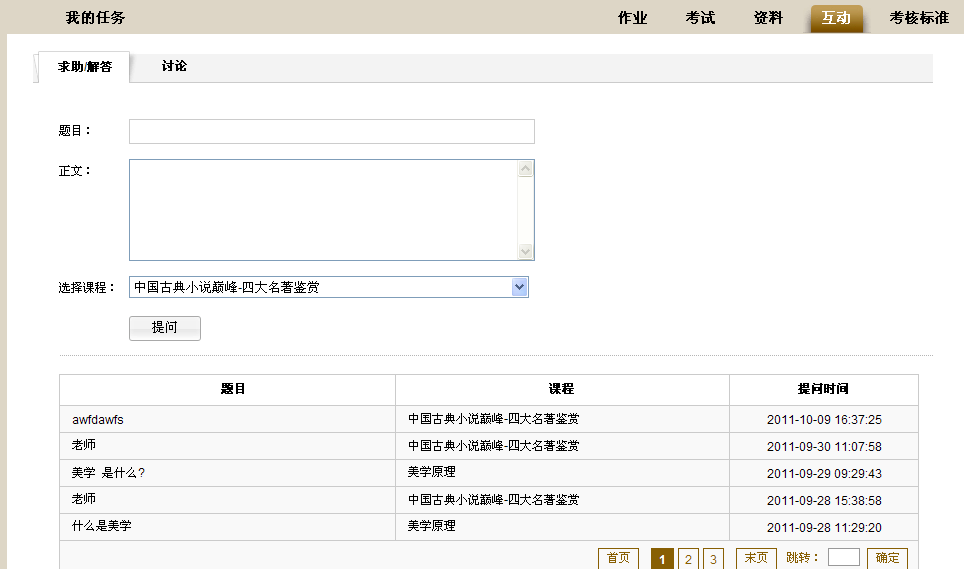 我的任务 作业 考试 资料 互动 考核标准
求助/解答 讨论
题目：
正文：
选择课程： 中国古典小说巅峰-四大名著鉴赏
提问
题目 课程 提问时间
awfdawfs 中国古典小说巅峰-四大名著鉴赏 2011-10-09 16:37:25
老师 中国古典小说巅峰-四大名著鉴赏 2011-09-30 11:07:58
美学 是什么? 美学原理 2011-09-29 09:29:43
老师 中国古典小说巅峰-四大名著鉴赏 2011-09-28 15:38:58
什么是美学 美学原理 2011-09-28 11:29:20
首页 1 2 3 末页 跳转： 确定